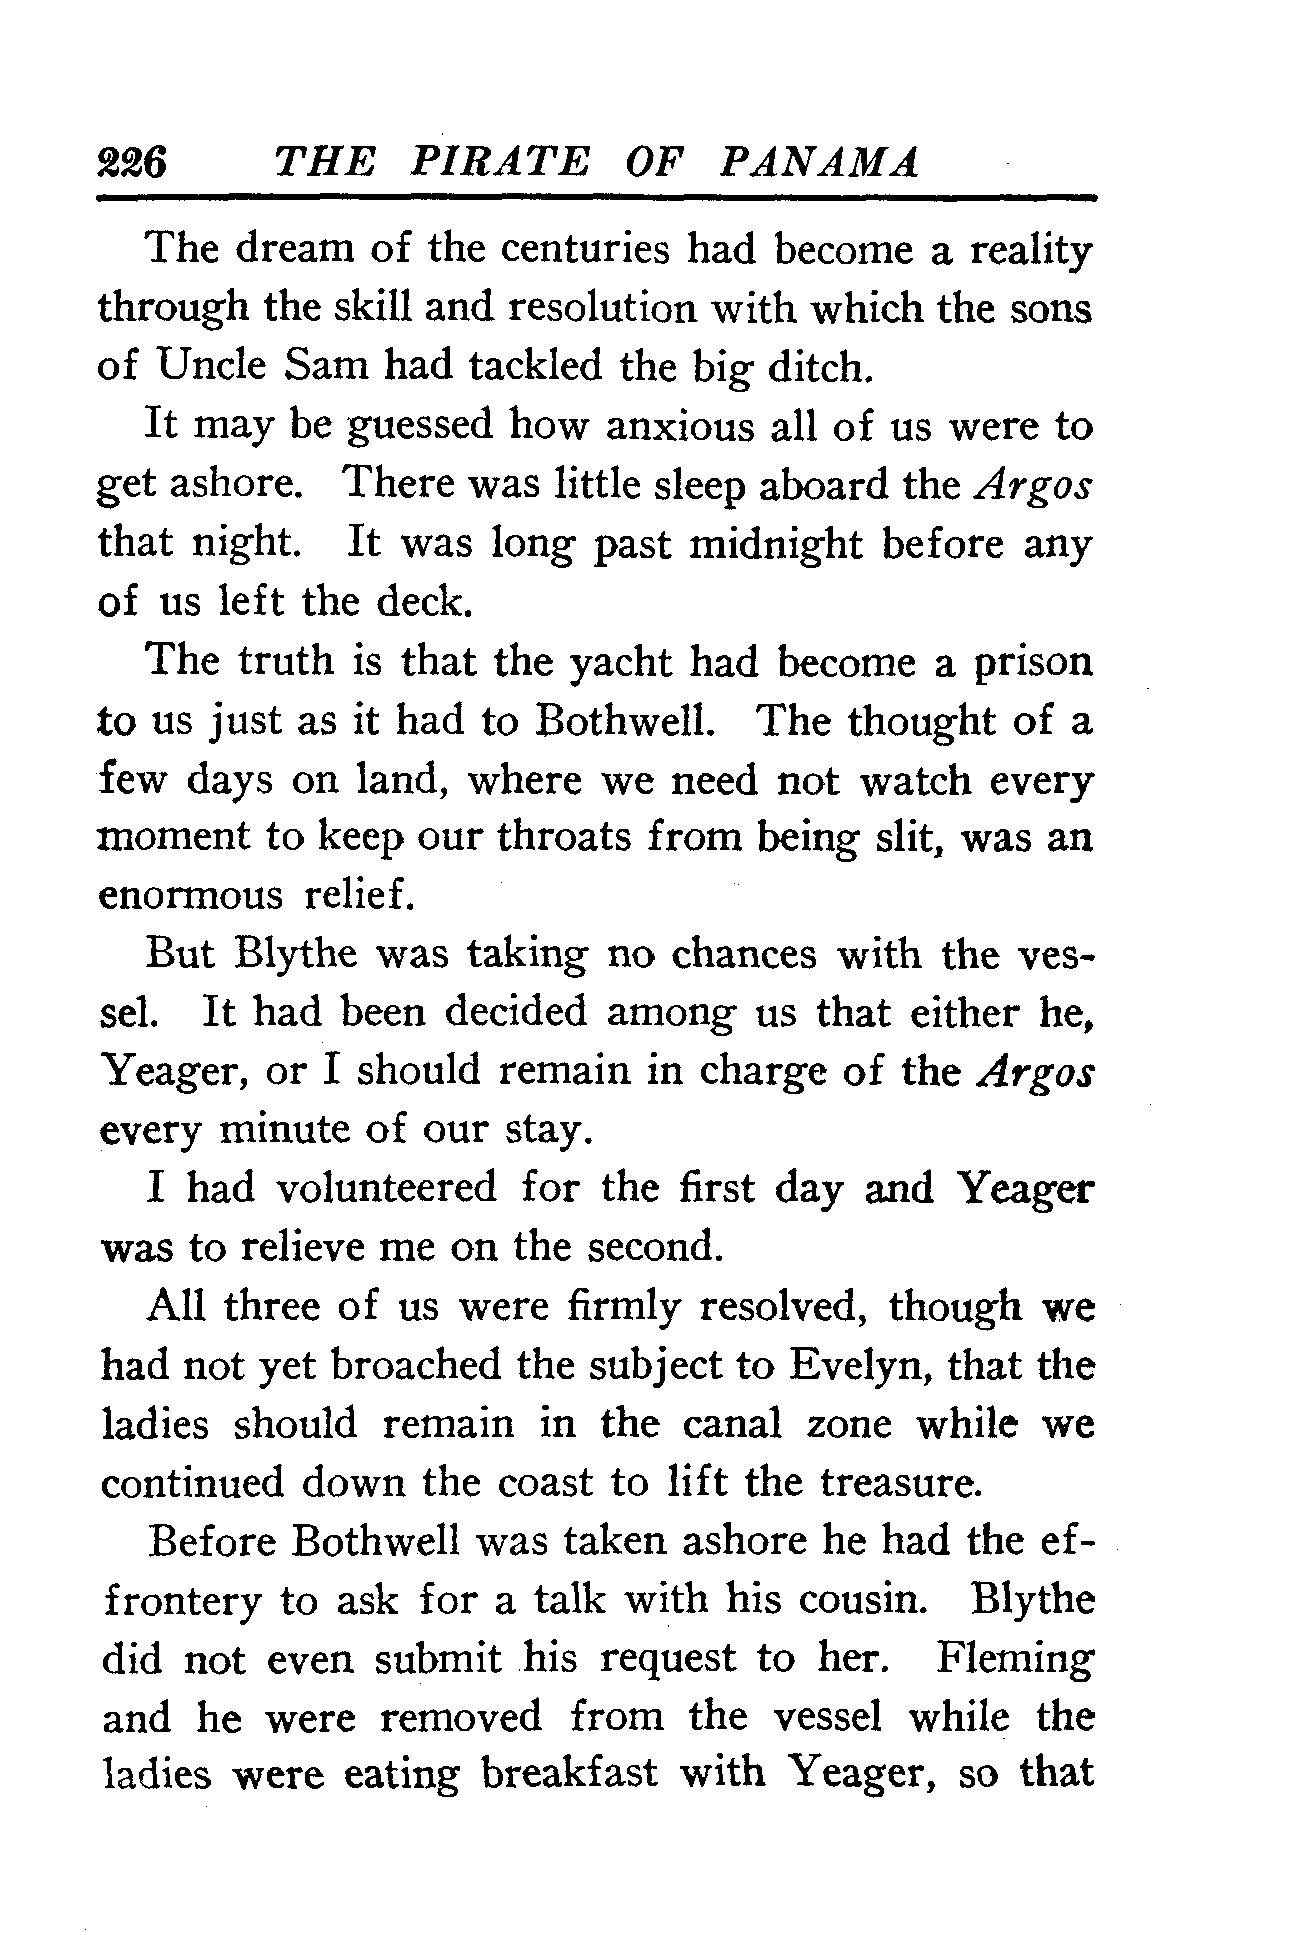 226 THE PIRATE OF PANAMA
The dream of the centuries had become a reality
through the skill and resolution with which the sons
of Uncle Sam had tackled the big ditch.
It may be guessed how anxious all of us were to
get ashore. There was little sleep aboard the Argos
that night. It was long past midnight before any
of us left the deck.
The truth is that the yacht had become a prison
to us just as it had to Bothwell. The thought of a
few days on land, where we need not watch every
moment to keep our throats from being slit, was an
enormous relief.
But Blythe was taking no chances with the ves-
sel. It had been decided among us that either he,
Yeager, or I should remain in charge of the Argos
every minute of our stay.
I had volunteered for the first day and Yeager
was to relieve me on the second.
All three of us were firmly resolved, though we
had not yet broached the subject to Evelyn, that the
ladies should remain in the canal zone while we
continued down the coast to lift the treasure.
Before Bothwell was taken ashore he had the ef-
frontery to ask for a talk with his cousin. Blythe
did not even submit his request to her. Fleming
and he were removed from the vessel while the
ladies were eating breakfast with Yeager, so that